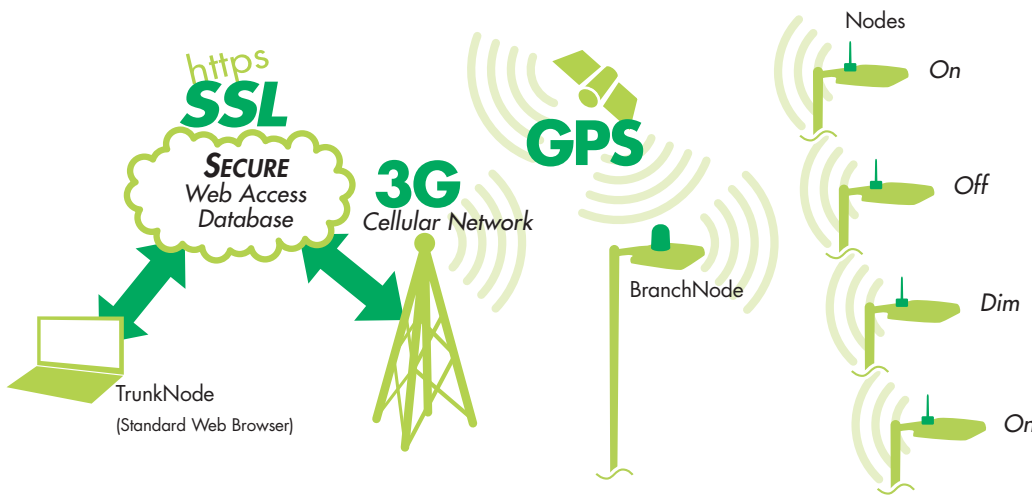 https
SSL
SECURE
Web Access
Database
3G
Cellular Network
GPS
BranchNode
TrunkNode
(Standard Web Browser)
Nodes
On
Off
Dim
On